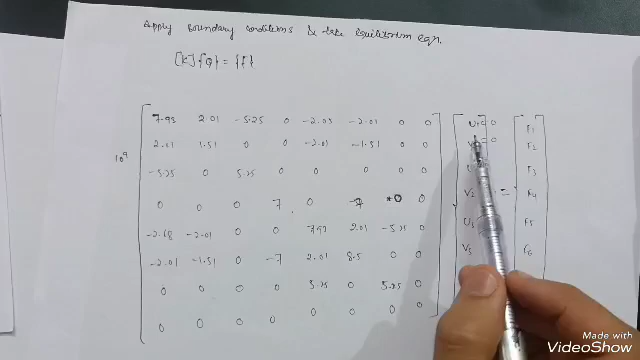 Apply Boundary conditions & take Equilibrium eqn.
[K]{Q} = {F}
7.93 2.01 -5.25 0 -2.03 -2.01 0 0 U1=0 F1
2.01 1.51 0 0 -2.01 -1.51 0 0 =0 F2
10⁹
-5.25 0 5.25 0 0 0 0 0 F3
0 0 0 7 0 -7 0 0 V2 = F4
-2.68 -2.01 0 0 7.93 2.01 -5.25 0 U3 F5
-2.01 -1.51 0 -7 2.01 8.5 0 0 V3 F6
0 0 0 0 5.25 0 5.25 0
0 0 0 0 0 0 0 0
Made With
VideoShow